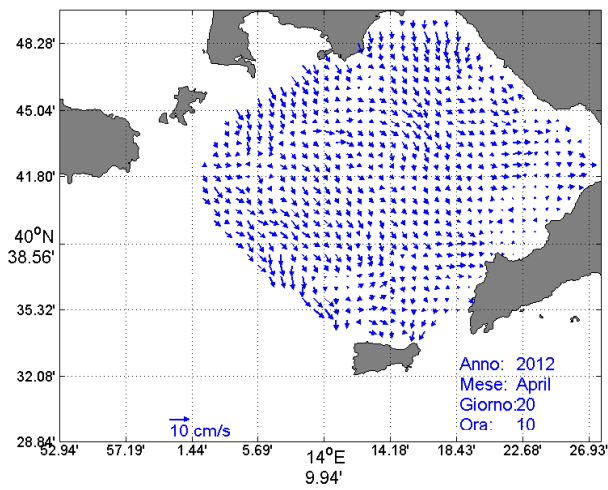 48.28'
45.04
41.80
40°N
38.56'
35.32
32.08
28.84'
Anno: 2012
Mese: April
Giorno:20
Ora: 10
10 cm/s
52.94' 57.19' 1.44' 5.69' 14.18' 18.43' 22.68' 26.93'
14°E
9.94'